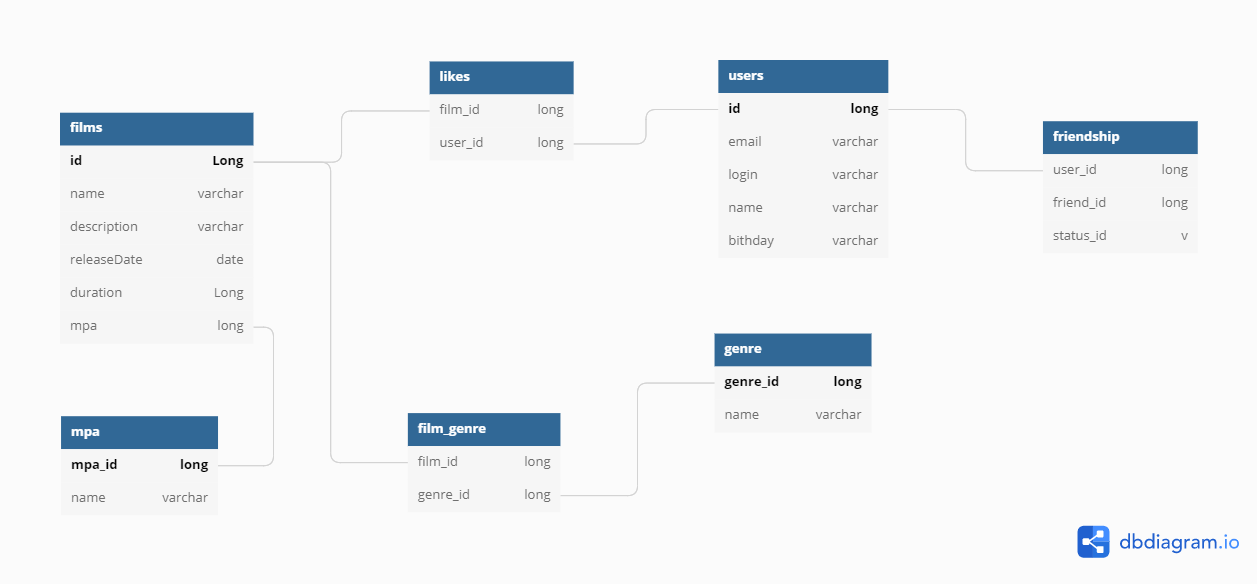 films
id Long
name varchar
description varchar
releaseDate date
duration Long
mpa long
mpa
mpa_id long
name varchar
likes
film_id long
user_id long
film_genre
film_id long
genre_id long
users
id long
email varchar
login varchar
name varchar
bithday varchar
genre
genre_id long
name varchar
friendship
user_id long
friend_id long
status_id v
dbdiagram.io